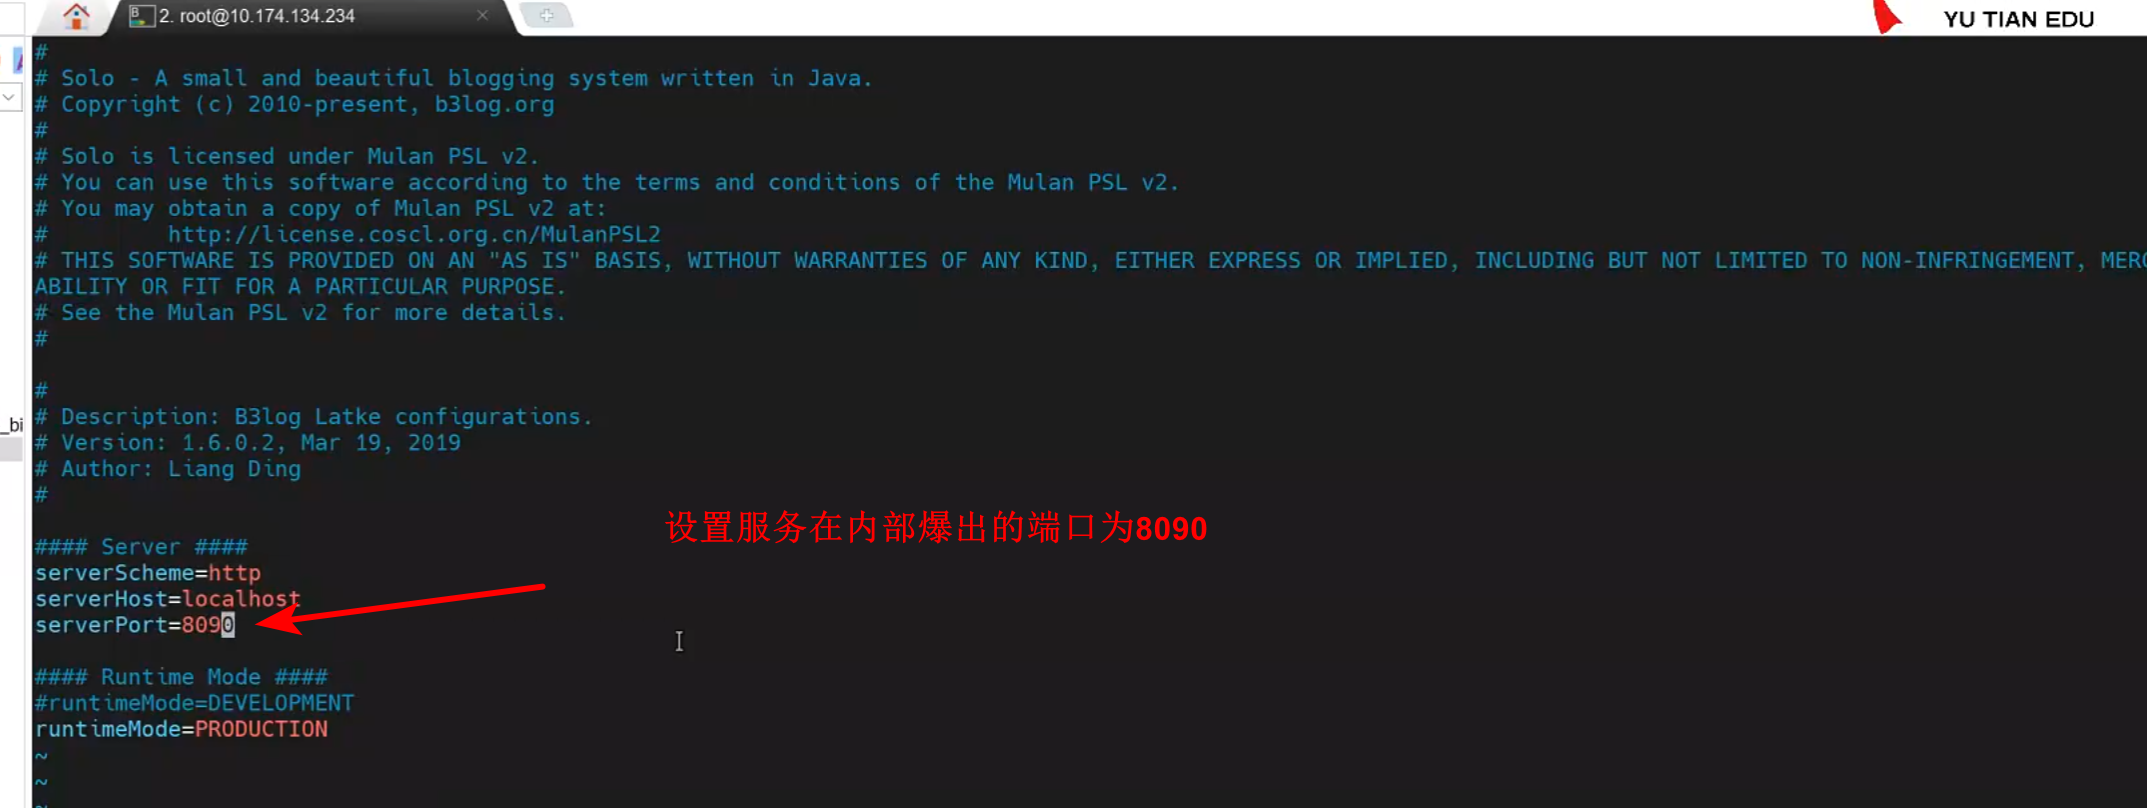 2. root@10.174.134.234
YU TIAN EDU
#
# Solo - A small and beautiful blogging system written in Java.
# Copyright (c) 2010-present, b3log.org
#
# Solo is licensed under Mulan PSL v2.
# You can use this software according to the terms and conditions of the Mulan PSL v2.
# You may obtain a copy of Mulan PSL v2 at:
#         http://license.coscl.org.cn/MulanPSL2
# THIS SOFTWARE IS PROVIDED ON AN "AS IS" BASIS, WITHOUT WARRANTIES OF ANY KIND, EITHER EXPRESS OR IMPLIED, INCLUDING BUT NOT LIMITED TO NON-INFRINGEMENT, MERC
ABILITY OR FIT FOR A PARTICULAR PURPOSE.
# See the Mulan PSL v2 for more details.
#
#
# Description: B3log Latke configurations.
_bi
# Version: 1.6.0.2, Mar 19, 2019
# Author: Liang Ding
#
设置服务在内部爆出的端口为8090
#### Server ####
serverScheme=http
serverHost=localhost
serverPort=8090
#### Runtime Mode ####
#runtimeMode=DEVELOPMENT
runtimeMode=PRODUCTION
~
~